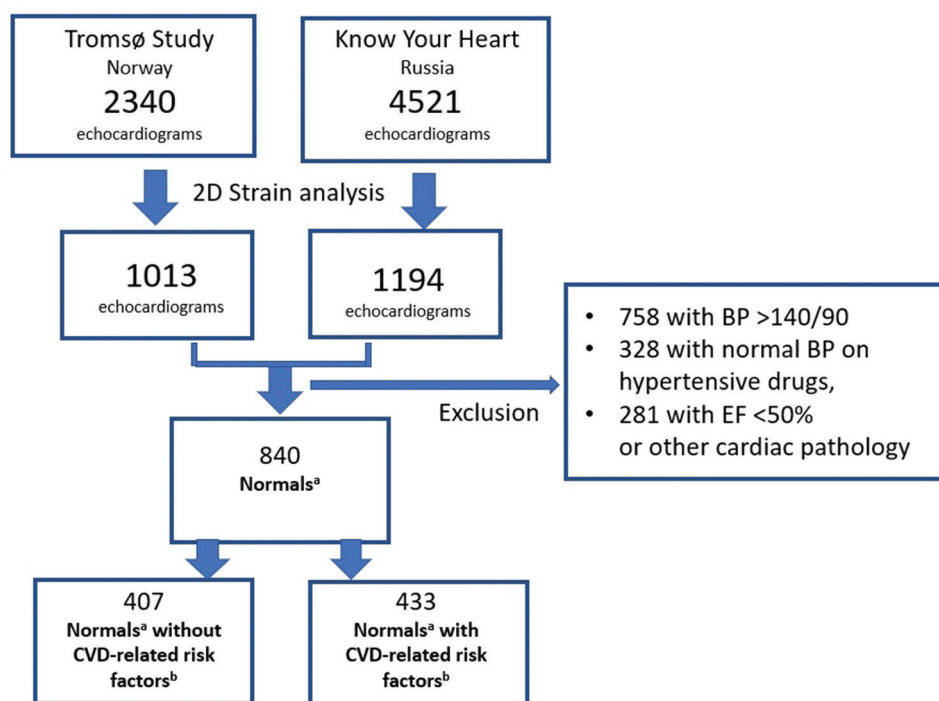 Tromsø Study
Norway
2340
echocardiograms
Know Your Heart
Russia
4521
echocardiograms
2D Strain analysis
1013
echocardiograms
1194
echocardiograms
• 758 with BP >140/90
• 328 with normal BP on
hypertensive drugs,
• 281 with EF <50%
or other cardiac pathology
Exclusion
840
Normalsᵃ
407
Normalsᵃ without
CVD-related risk
factorsᵇ
433
Normalsᵃ with
CVD-related risk
factorsᵇ